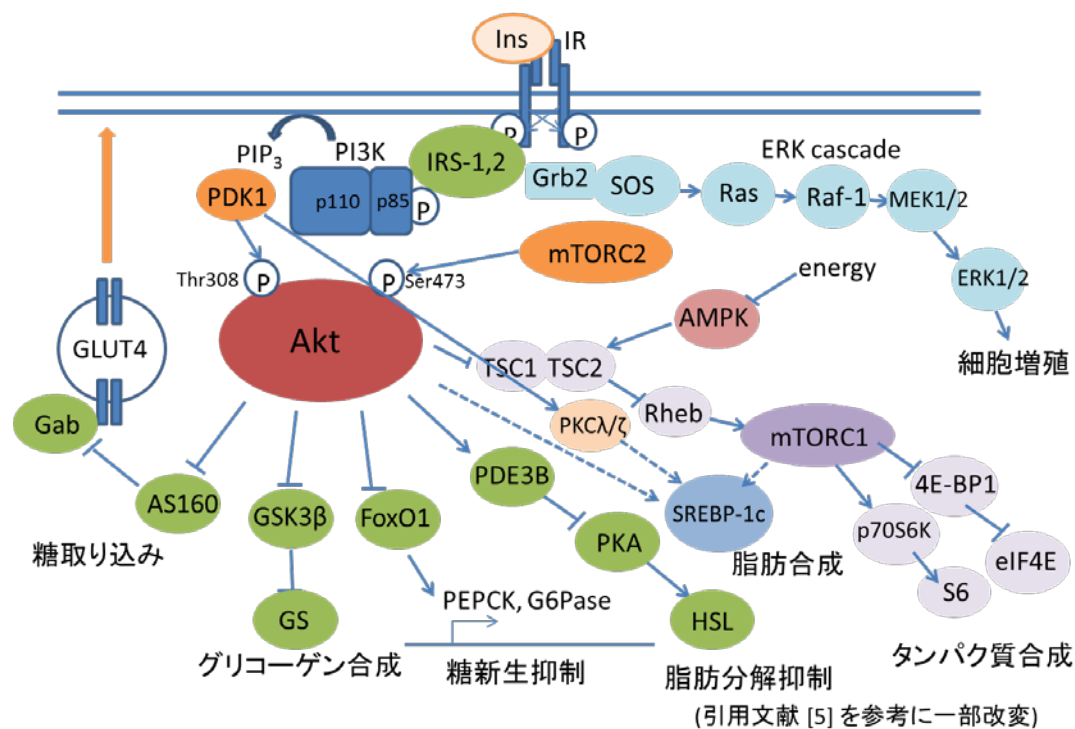 Ins
IR
P
P
PIP3
PI3K
IRS-1,2
ERK cascade
Grb2
SOS
Ras
Raf-1
MEK1/2
PDK1
p110
p85
P
mTORC2
energy
ERK1/2
Thr308
P
P
Ser473
AMPK
細胞増殖
GLUT4
Akt
TSC1
TSC2
Gab
PKCλ/ζ
Rheb
mTORC1
AS160
GSK3β
FoxO1
PDE3B
SREBP-1c
4E-BP1
糖取り込み
PKA
脂肪合成
p70S6K
eIF4E
GS
PEPCK, G6Pase
HSL
S6
グリコーゲン合成
糖新生抑制
脂肪分解抑制
タンパク質合成
(引用文献 [5] を参考に一部改変)